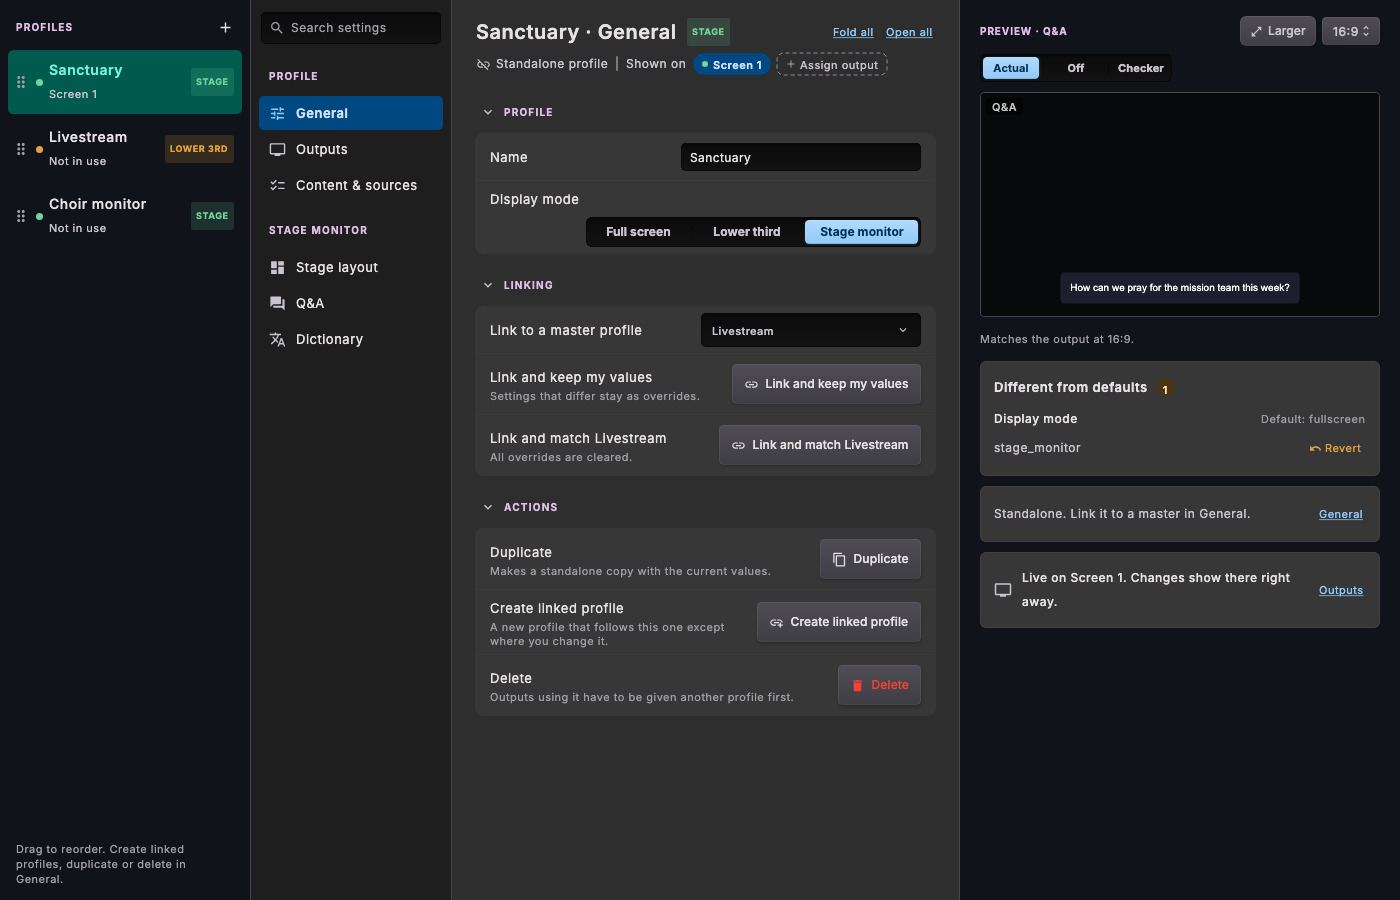 PROFILES
Sanctuary
Screen 1
STAGE
Livestream
Not in use
LOWER 3RD
Choir monitor
Not in use
STAGE
Drag to reorder. Create linked
profiles, duplicate or delete in
General.
Search settings
PROFILE
General
Outputs
Content & sources
STAGE MONITOR
Stage layout
Q&A
Dictionary
Sanctuary · General
STAGE
Fold all
Open all
Standalone profile | Shown on
Screen 1
+ Assign output
PROFILE
Name
Sanctuary
Display mode
Full screen
Lower third
Stage monitor
LINKING
Link to a master profile
Livestream
Link and keep my values
Settings that differ stay as overrides.
Link and keep my values
Link and match Livestream
All overrides are cleared.
Link and match Livestream
ACTIONS
Duplicate
Makes a standalone copy with the current values.
Duplicate
Create linked profile
A new profile that follows this one except
where you change it.
Create linked profile
Delete
Outputs using it have to be given another profile first.
Delete
PREVIEW · Q&A
Larger
16:9
Actual
Off
Checker
Q&A
How can we pray for the mission team this week?
Matches the output at 16:9.
Different from defaults
1
Display mode
Default: fullscreen
stage_monitor
Revert
Standalone. Link it to a master in General.
General
Live on Screen 1. Changes show there right
away.
Outputs